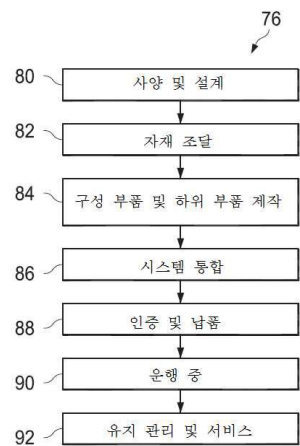 76
80 사양 및 설계
82 자재 조달
84 구성 부품 및 하위 부품 제작
86 시스템 통합
88 인증 및 납품
90 운행 중
92 유지 관리 및 서비스